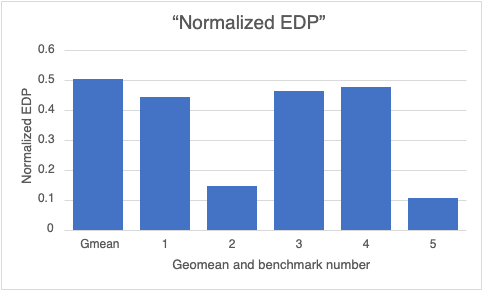 “Normalized EDP”
0.6
0.5
0.4
0.3
0.2
0.1
0
Normalized EDP
Gmean 1 2 3 4 5
Geomean and benchmark number